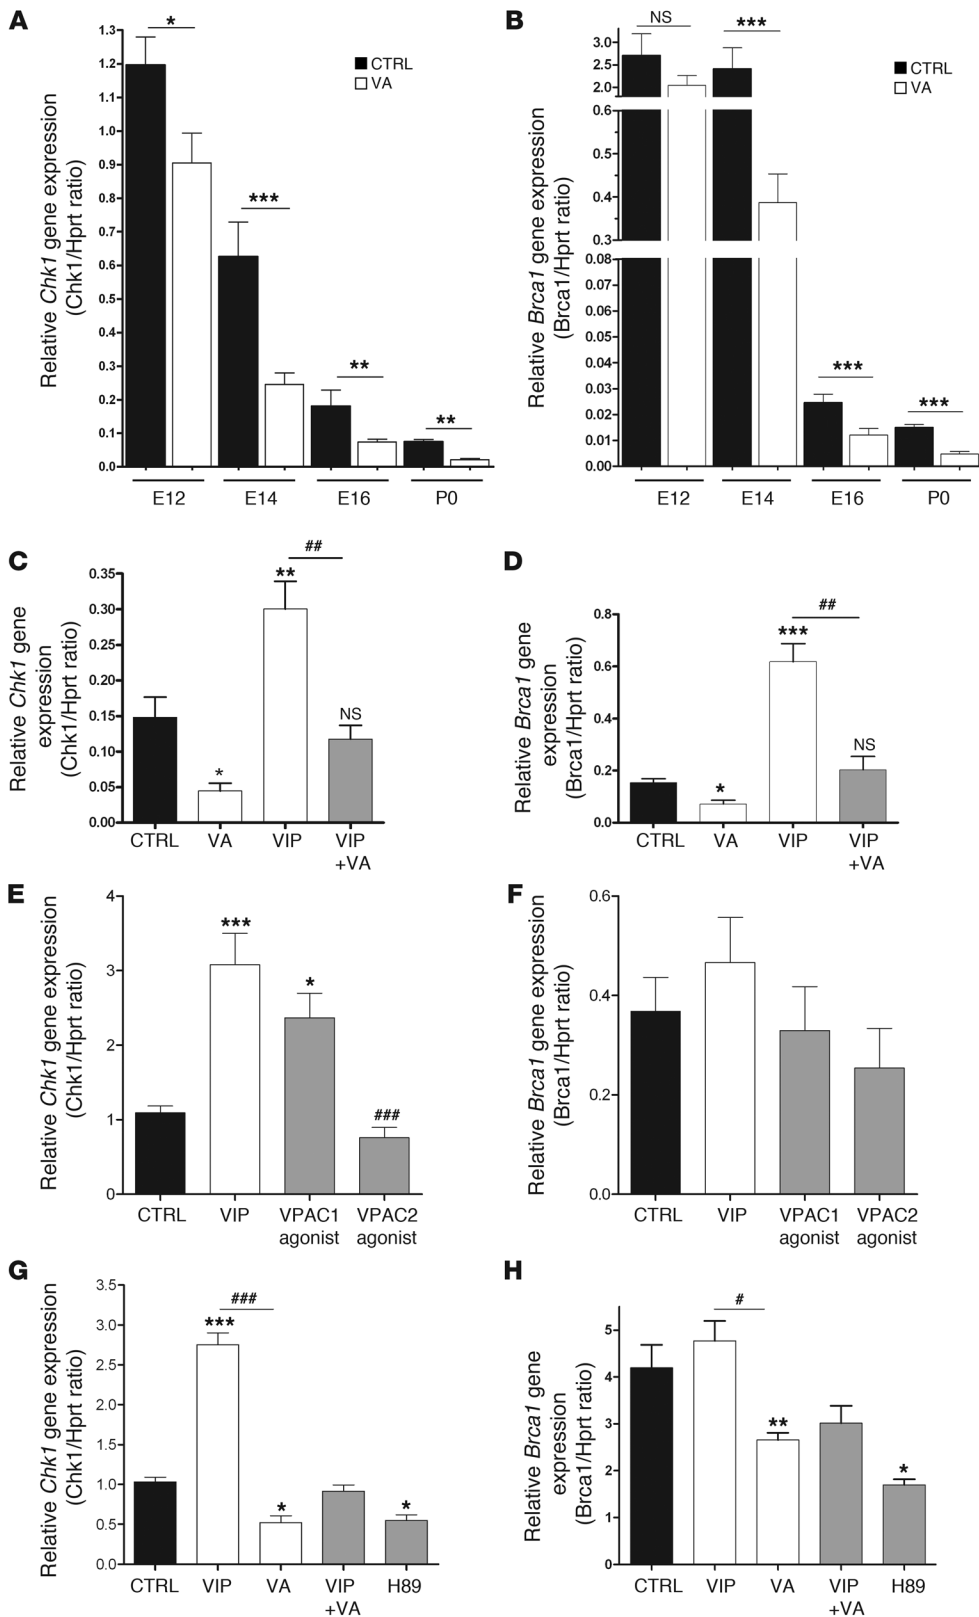 A
Relative Chk1 gene expression
(Chk1/Hprt ratio)
1.3
1.2
1.1
1.0
0.9
0.8
0.7
0.6
0.5
0.4
0.3
0.2
0.1
0.0
*
***
**
**
CTRL
VA
E12
E14
E16
P0
B
Relative Brca1 gene expression
(Brca1/Hprt ratio)
3.0
2.5
2.0
0.6
0.5
0.4
0.3
0.08
0.07
0.06
0.05
0.04
0.03
0.02
0.01
0.00
NS
***
***
***
CTRL
VA
E12
E14
E16
P0
C
Relative Chk1 gene
expression
(Chk1/Hprt ratio)
0.35
0.30
0.25
0.20
0.15
0.10
0.05
0.00
##
**
NS
*
CTRL
VA
VIP
VIP
+VA
D
Relative Brca1 gene
expression
(Brca1/Hprt ratio)
0.8
0.6
0.4
0.2
0.0
##
***
NS
*
CTRL
VA
VIP
VIP
+VA
E
Relative Chk1 gene expression
(Chk1/Hprt ratio)
4
3
2
1
0
***
*
###
CTRL
VIP
VPAC1
agonist
VPAC2
agonist
F
Relative Brca1 gene expression
(Brca1/Hprt ratio)
0.6
0.4
0.2
0.0
CTRL
VIP
VPAC1
agonist
VPAC2
agonist
G
Relative Chk1 gene expression
(Chk1/Hprt ratio)
3.5
3.0
2.5
2.0
1.5
1.0
0.5
0.0
###
***
*
*
CTRL
VIP
VA
VIP
+VA
H89
H
Relative Brca1 gene
expression
(Brca1/Hprt ratio)
5
4
3
2
1
0
#
**
*
CTRL
VIP
VA
VIP
+VA
H89